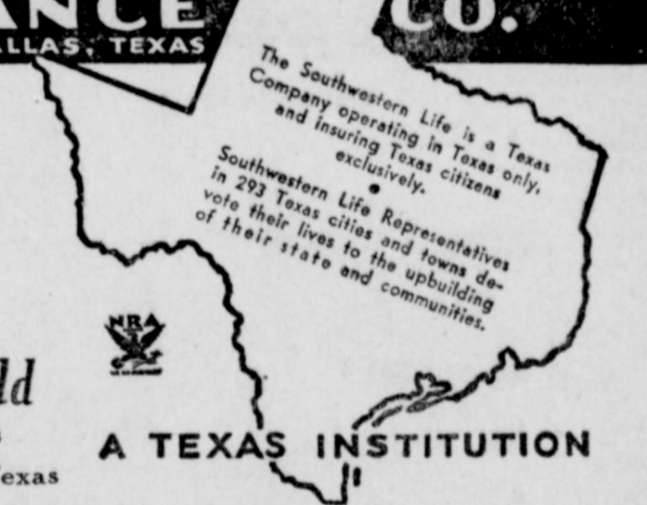 ANCE CO.
ALLAS, TEXAS
The Southwestern Life is a Texas
Company operating in Texas only,
and insuring Texas citizens
exclusively.
•
Southwestern Life Representatives
in 293 Texas cities and towns de-
vote their lives to the upbuilding
of their state and communities.
NRA
ld
A TEXAS INSTITUTION
exas